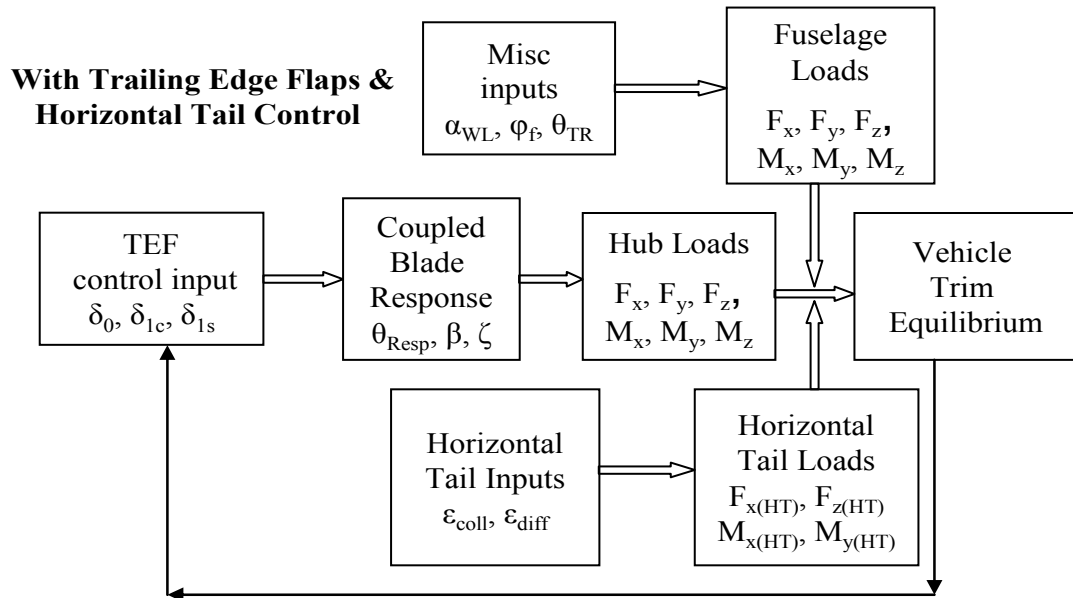 With Trailing Edge Flaps &
Horizontal Tail Control
Misc
inputs
α_WL, φ_f, θ_TR
Fuselage
Loads
F_x, F_y, F_z,
M_x, M_y, M_z
TEF
control input
δ_0, δ_1c, δ_1s
Coupled
Blade
Response
θ_Resp, β, ζ
Hub Loads
F_x, F_y, F_z,
M_x, M_y, M_z
Vehicle
Trim
Equilibrium
Horizontal
Tail Inputs
ε_coll, ε_diff
Horizontal
Tail Loads
F_x(HT), F_z(HT)
M_x(HT), M_y(HT)